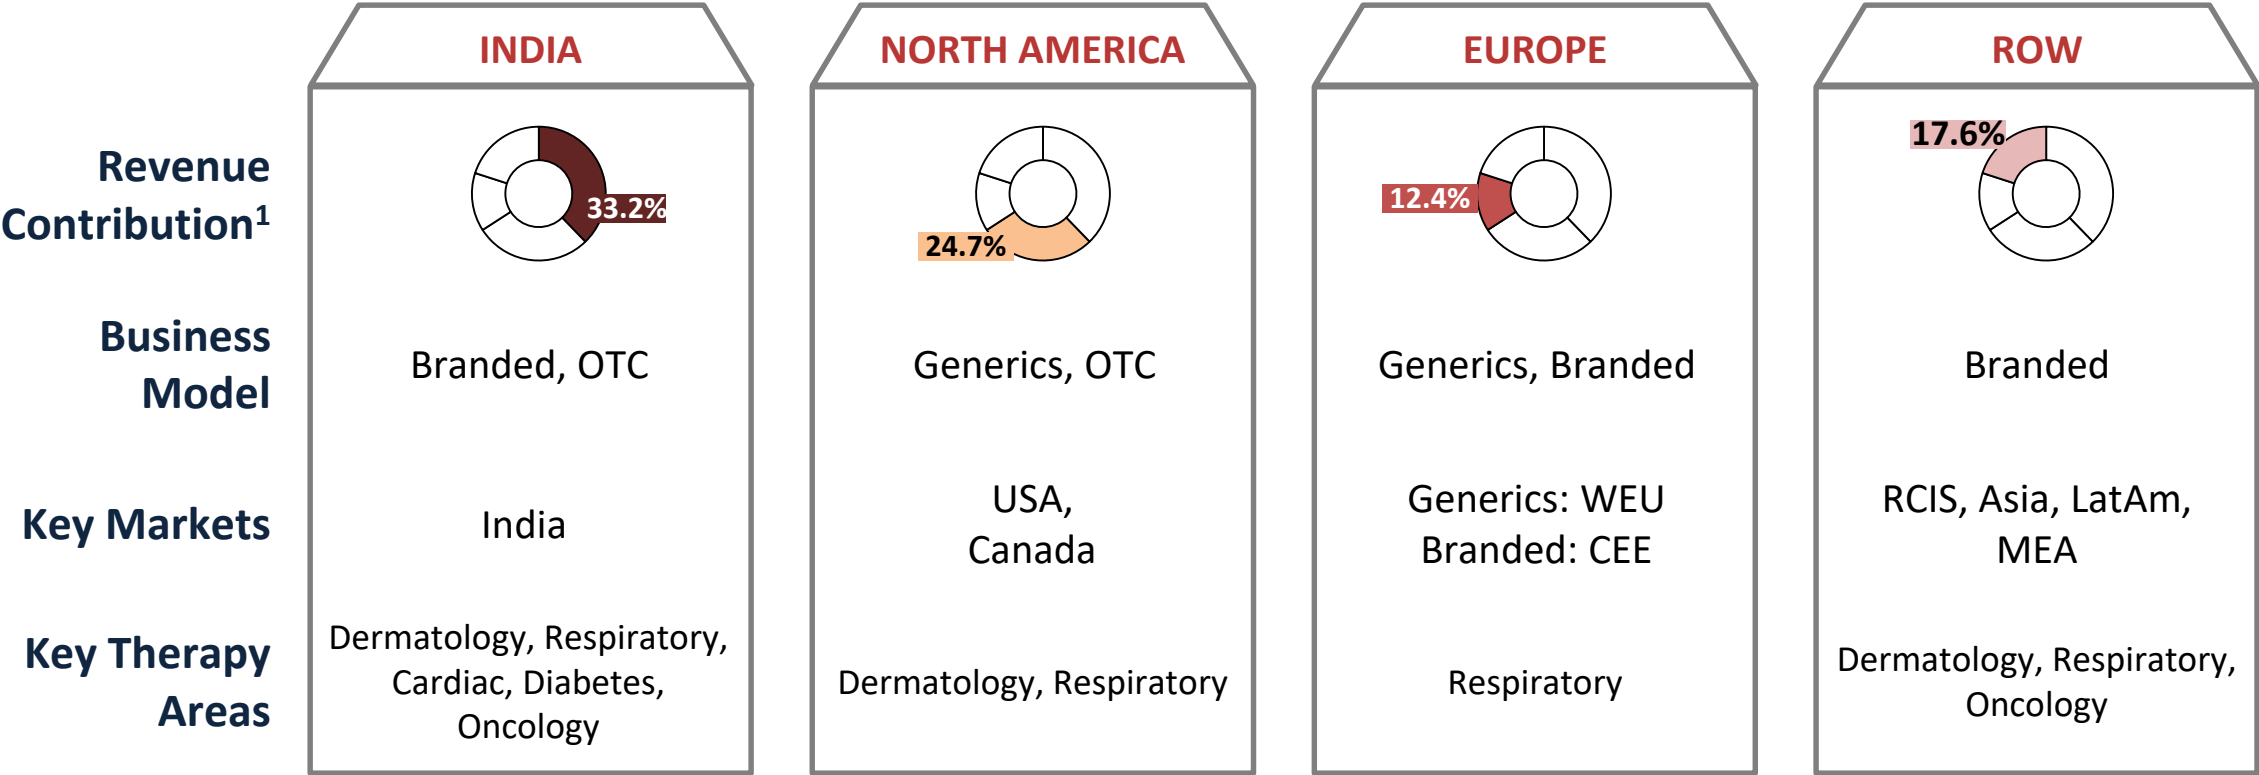 INDIA
NORTH AMERICA
EUROPE
ROW
Revenue
Contribution¹
33.2%
24.7%
12.4%
17.6%
Business
Model
Branded, OTC
Generics, OTC
Generics, Branded
Branded
Key Markets
India
USA,
Canada
Generics: WEU
Branded: CEE
RCIS, Asia, LatAm,
MEA
Key Therapy
Areas
Dermatology, Respiratory,
Cardiac, Diabetes,
Oncology
Dermatology, Respiratory
Respiratory
Dermatology, Respiratory,
Oncology